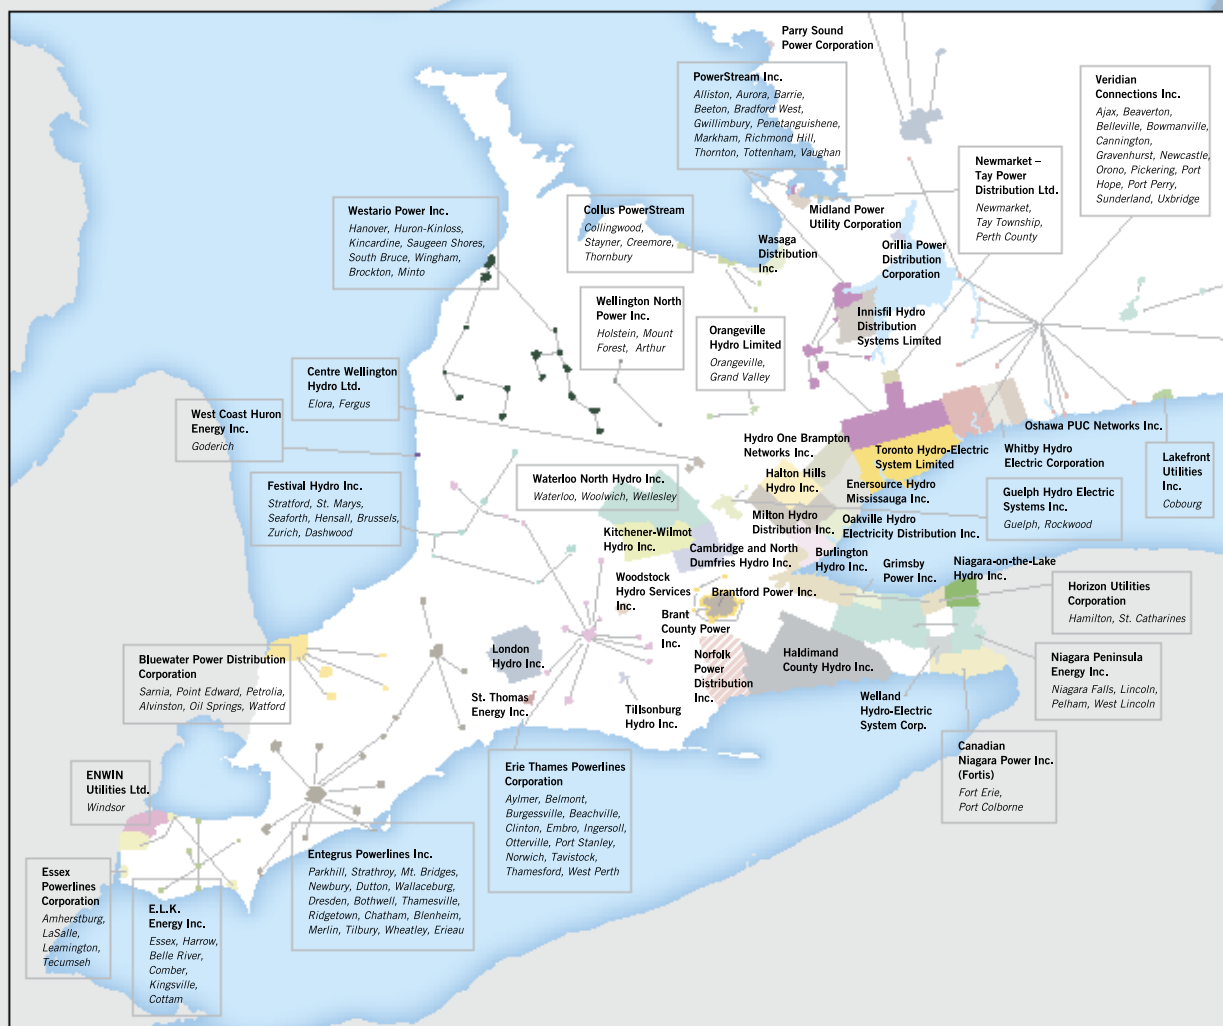 Parry Sound
Power Corporation
PowerStream Inc.
Alliston, Aurora, Barrie,
Beeton, Bradford West,
Gwillimbury, Penetanguishene,
Markham, Richmond Hill,
Thornton, Tottenham, Vaughan
Veridian
Connections Inc.
Ajax, Beaverton,
Belleville, Bowmanville,
Cannington,
Gravenhurst, Newcastle,
Orono, Pickering, Port
Hope, Port Perry,
Sunderland, Uxbridge
Newmarket –
Tay Power
Distribution Ltd.
Newmarket,
Tay Township,
Perth County
Westario Power Inc.
Hanover, Huron-Kinloss,
Kincardine, Saugeen Shores,
South Bruce, Wingham,
Brockton, Minto
Collus PowerStream
Collingwood,
Stayner, Creemore,
Thornbury
Midland Power
Utility Corporation
Wasaga
Distribution
Inc.
Orillia Power
Distribution
Corporation
Wellington North
Power Inc.
Holstein, Mount
Forest, Arthur
Orangeville
Hydro Limited
Orangeville,
Grand Valley
Innisfil Hydro
Distribution
Systems Limited
Centre Wellington
Hydro Ltd.
Elora, Fergus
West Coast Huron
Energy Inc.
Goderich
Oshawa PUC Networks Inc.
Hydro One Brampton
Networks Inc.
Toronto Hydro-Electric
System Limited
Whitby Hydro
Electric Corporation
Lakefront
Utilities
Inc.
Cobourg
Festival Hydro Inc.
Stratford, St. Marys,
Seaforth, Hensall, Brussels,
Zurich, Dashwood
Waterloo North Hydro Inc.
Waterloo, Woolwich, Wellesley
Halton Hills
Hydro Inc.
Enersource Hydro
Mississauga Inc.
Guelph Hydro Electric
Systems Inc.
Guelph, Rockwood
Milton Hydro
Distribution Inc.
Oakville Hydro
Electricity Distribution Inc.
Kitchener-Wilmot
Hydro Inc.
Cambridge and North
Dumfries Hydro Inc.
Burlington
Hydro Inc.
Grimsby
Power Inc.
Niagara-on-the-Lake
Hydro Inc.
Woodstock
Hydro Services
Inc.
Brantford Power Inc.
Horizon Utilities
Corporation
Hamilton, St. Catharines
Brant
County Power
Inc.
London
Hydro Inc.
Norfolk
Power
Distribution
Inc.
Haldimand
County Hydro Inc.
Niagara Peninsula
Energy Inc.
Niagara Falls, Lincoln,
Pelham, West Lincoln
Bluewater Power Distribution
Corporation
Sarnia, Point Edward, Petrolia,
Alvinston, Oil Springs, Watford
St. Thomas
Energy Inc.
Tillsonburg
Hydro Inc.
Welland
Hydro-Electric
System Corp.
Canadian
Niagara Power Inc.
(Fortis)
Fort Erie,
Port Colborne
ENWIN
Utilities Ltd.
Windsor
Erie Thames Powerlines
Corporation
Aylmer, Belmont,
Burgessville, Beachville,
Clinton, Embro, Ingersoll,
Otterville, Port Stanley,
Norwich, Tavistock,
Thamesford, West Perth
Entegrus Powerlines Inc.
Parkhill, Strathroy, Mt. Bridges,
Newbury, Dutton, Wallaceburg,
Dresden, Bothwell, Thamesville,
Ridgetown, Chatham, Blenheim,
Merlin, Tilbury, Wheatley, Erieau
Essex
Powerlines
Corporation
Amherstburg,
LaSalle,
Leamington,
Tecumseh
E.L.K.
Energy Inc.
Essex, Harrow,
Belle River,
Comber,
Kingsville,
Cottam